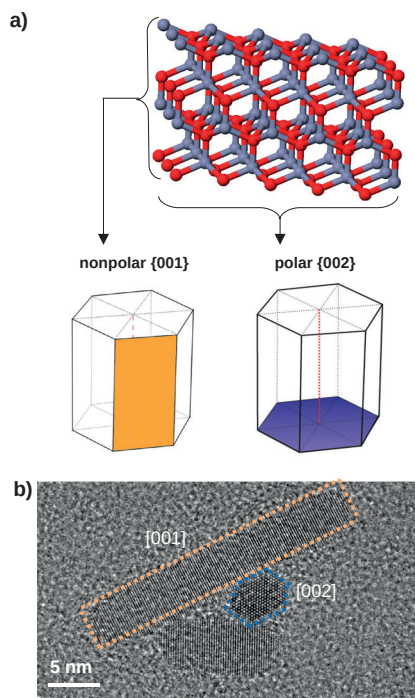 a)
nonpolar {001}
polar {002}
b)
[001]
[002]
5 nm